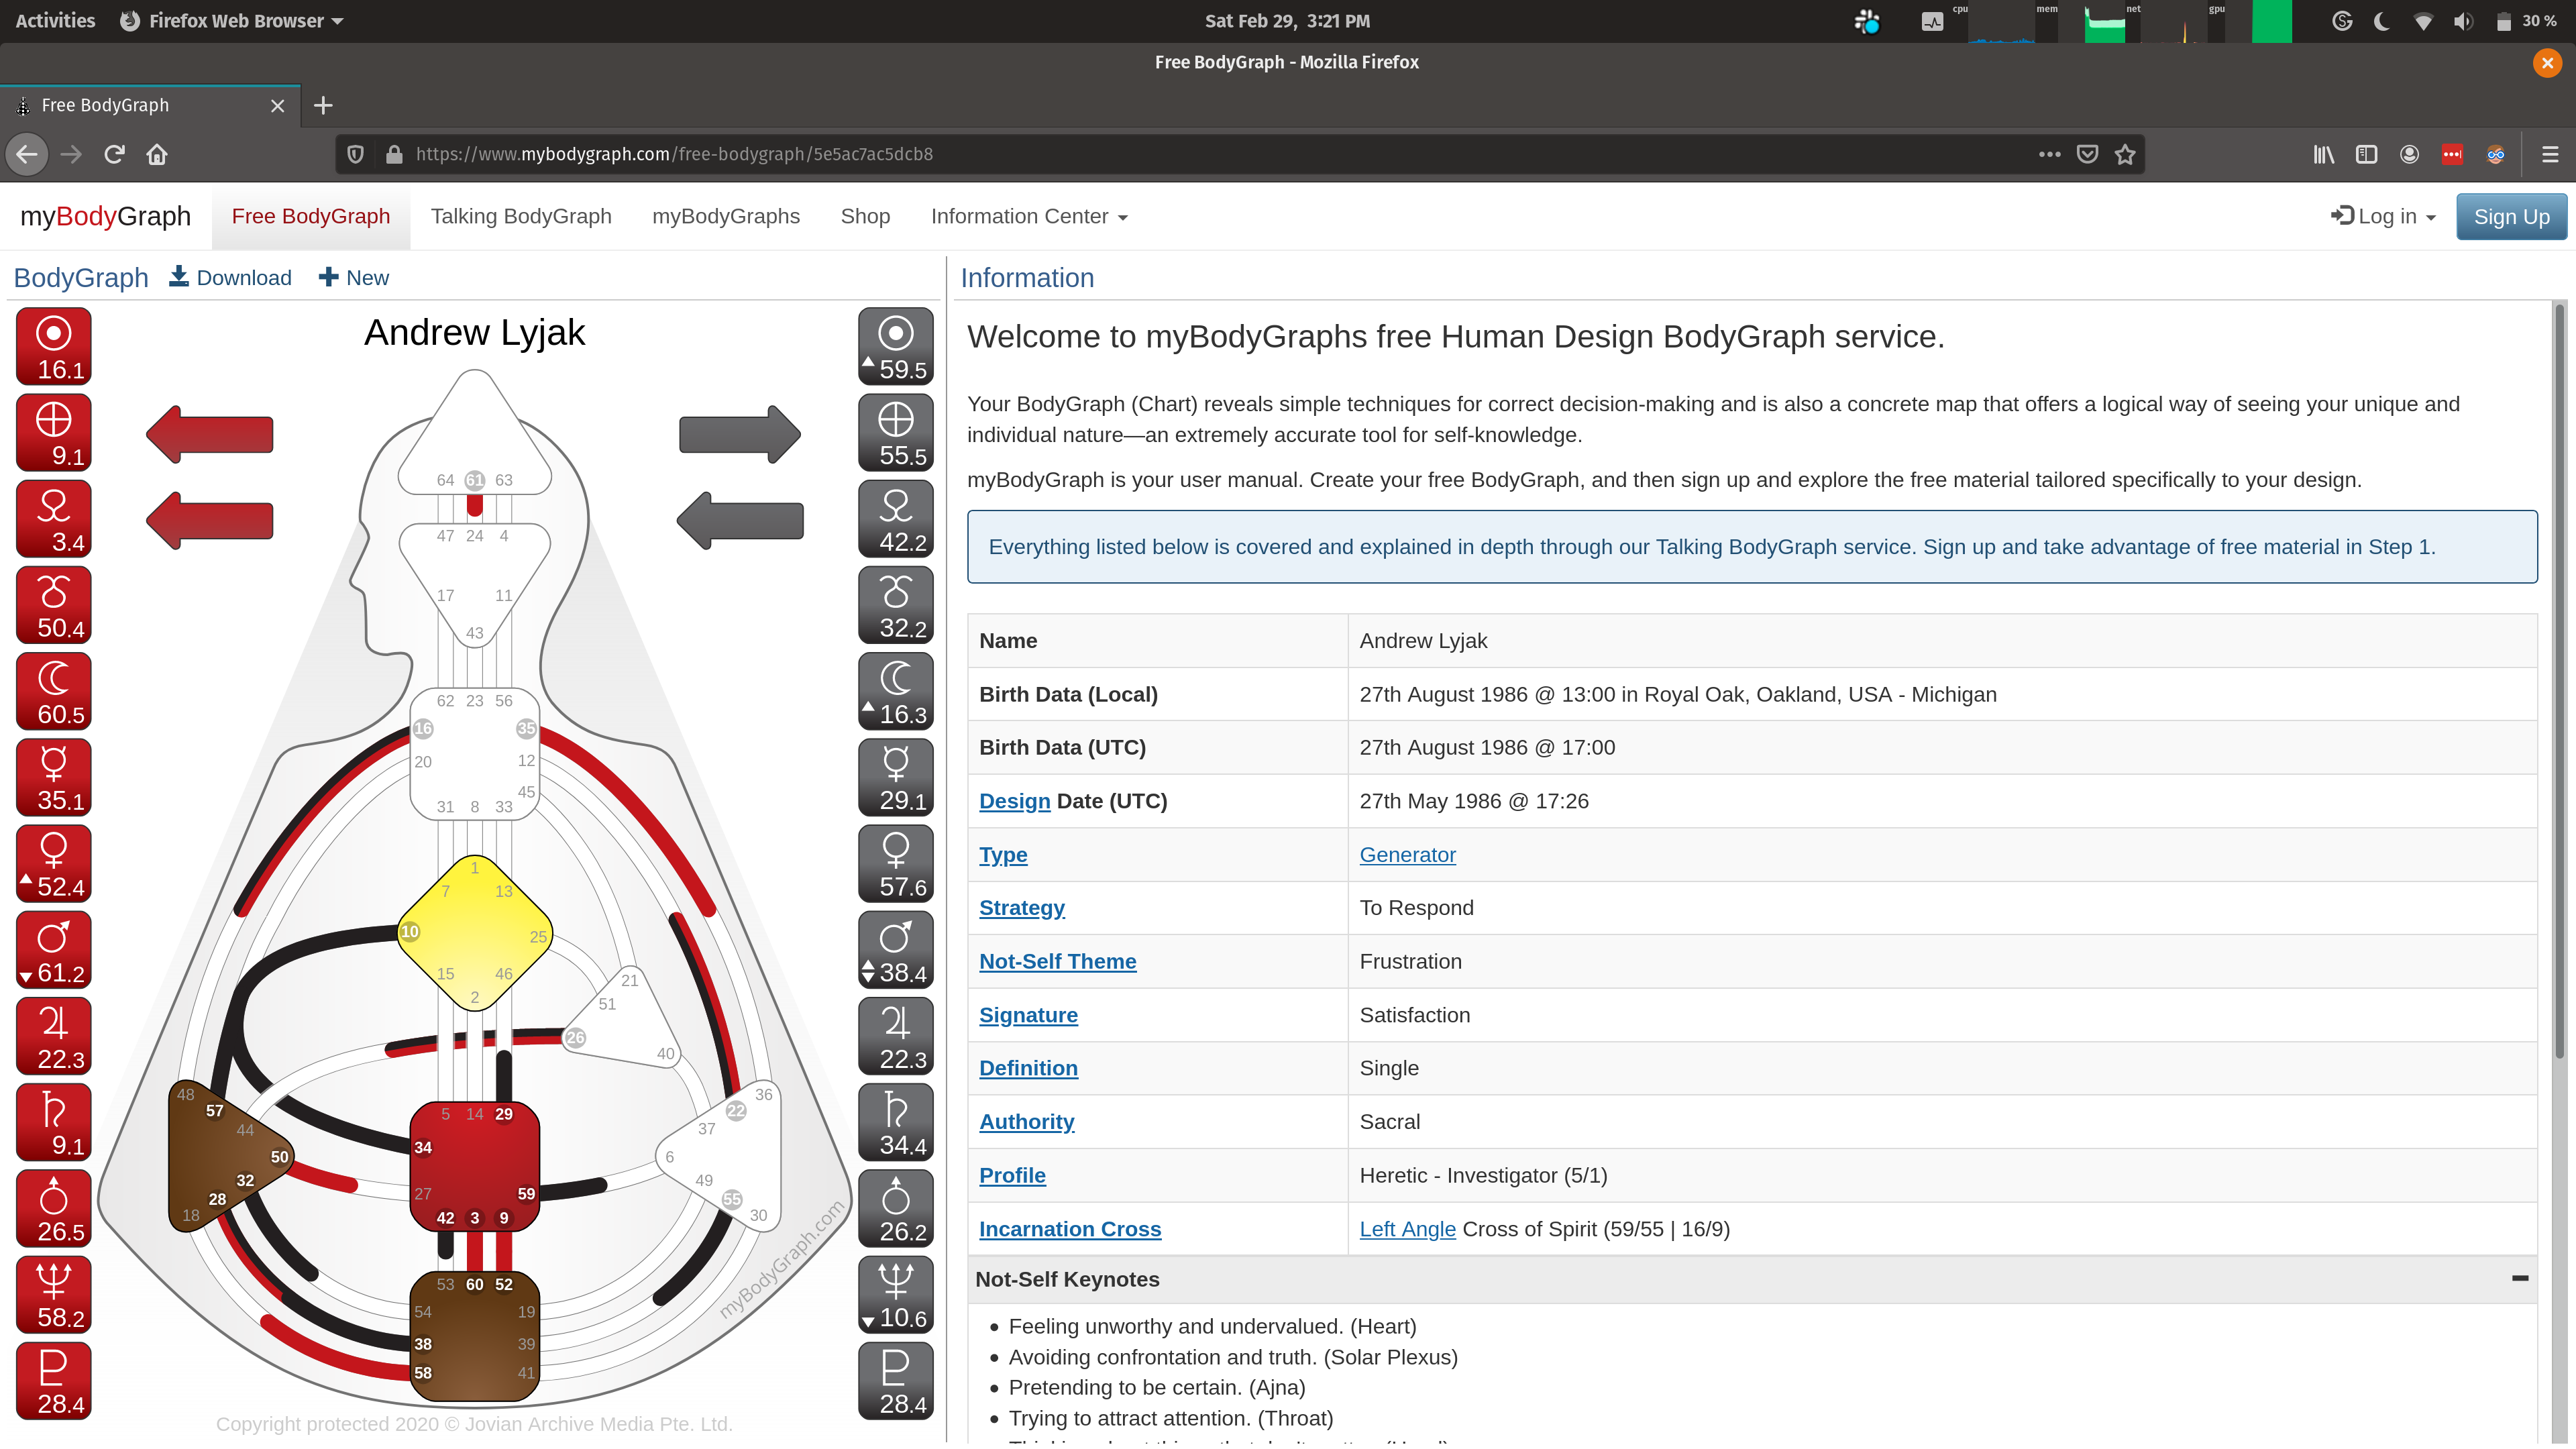 Activities Firefox Web Browser Sat Feb 29, 3:21 PM cpu mem net gpu 30 %
Free BodyGraph - Mozilla Firefox
Free BodyGraph
https://www.mybodygraph.com/free-bodygraph/5e5ac7ac5dcb8
myBodyGraph Free BodyGraph Talking BodyGraph myBodyGraphs Shop Information Center Log in Sign Up
BodyGraph Download New
Andrew Lyjak
16.1
9.1
3.4
50.4
60.5
35.1
52.4
61.2
22.3
9.1
26.5
58.2
28.4
64 61 63
47 24 4
17 11
43
62 23 56
16 35
20 12
45
31 8 33
1
7 13
10 25
15 46
2
21
51
26
40
48 36
57 22
44 37
50 6
32 49
28 55
18 30
5 14 29
34
27 59
42 3 9
53 60 52
54 19
38 39
58 41
59.5
55.5
42.2
32.2
16.3
29.1
57.6
38.4
22.3
34.4
26.2
10.6
28.4
myBodyGraph.com
Copyright protected 2020 © Jovian Archive Media Pte. Ltd.
Information
Welcome to myBodyGraphs free Human Design BodyGraph service.
Your BodyGraph (Chart) reveals simple techniques for correct decision-making and is also a concrete map that offers a logical way of seeing your unique and
individual nature—an extremely accurate tool for self-knowledge.
myBodyGraph is your user manual. Create your free BodyGraph, and then sign up and explore the free material tailored specifically to your design.
Everything listed below is covered and explained in depth through our Talking BodyGraph service. Sign up and take advantage of free material in Step 1.
Name Andrew Lyjak
Birth Data (Local) 27th August 1986 @ 13:00 in Royal Oak, Oakland, USA - Michigan
Birth Data (UTC) 27th August 1986 @ 17:00
Design Date (UTC) 27th May 1986 @ 17:26
Type Generator
Strategy To Respond
Not-Self Theme Frustration
Signature Satisfaction
Definition Single
Authority Sacral
Profile Heretic - Investigator (5/1)
Incarnation Cross Left Angle Cross of Spirit (59/55 | 16/9)
Not-Self Keynotes
Feeling unworthy and undervalued. (Heart)
Avoiding confrontation and truth. (Solar Plexus)
Pretending to be certain. (Ajna)
Trying to attract attention. (Throat)